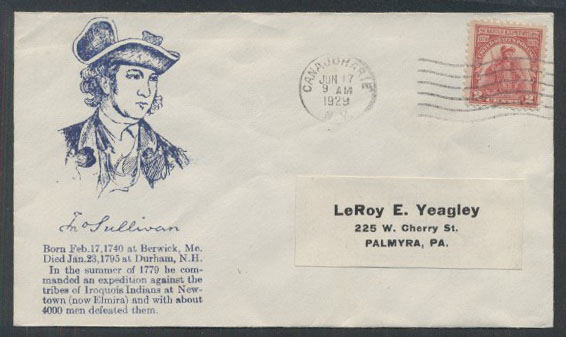 CANAJOHARIE
JUN 17
9 AM
1929
N.Y.
Jno Sullivan
Born Feb.17,1740 at Berwick, Me.
Died Jan.23,1795 at Durham, N.H.
In the summer of 1779 he com-
manded an expedition against the
tribes of Iroquois Indians at New-
town (now Elmira) and with about
4000 men defeated them.
LeRoy E. Yeagley
225 W. Cherry St.
PALMYRA, PA.